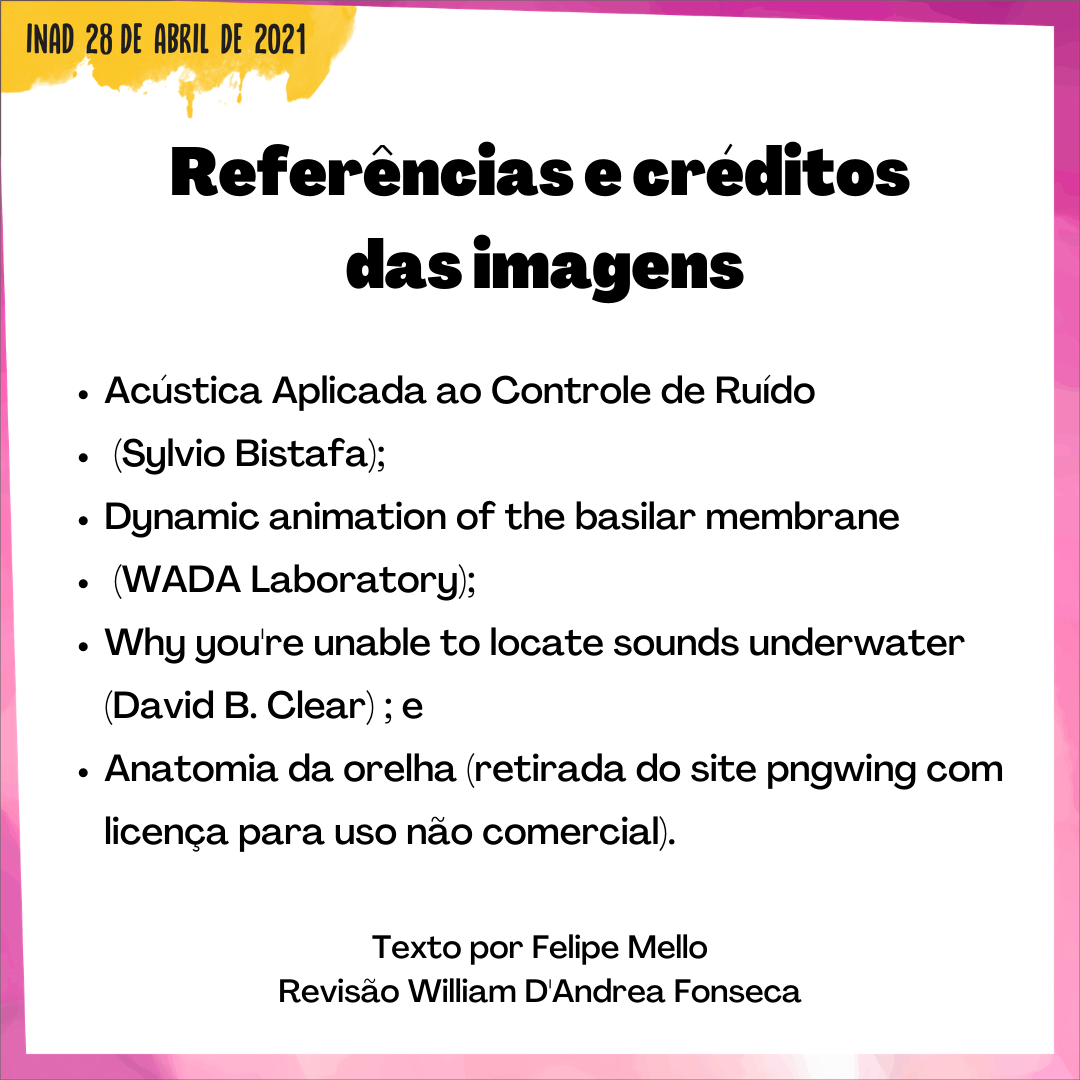 INAD 28 DE ABRIL DE 2021
Referências e créditos
das imagens
• Acústica Aplicada ao Controle de Ruído
• (Sylvio Bistafa);
• Dynamic animation of the basilar membrane
• (WADA Laboratory);
• Why you're unable to locate sounds underwater
(David B. Clear) ; e
• Anatomia da orelha (retirada do site pngwing com
licença para uso não comercial).
Texto por Felipe Mello
Revisão William D'Andrea Fonseca